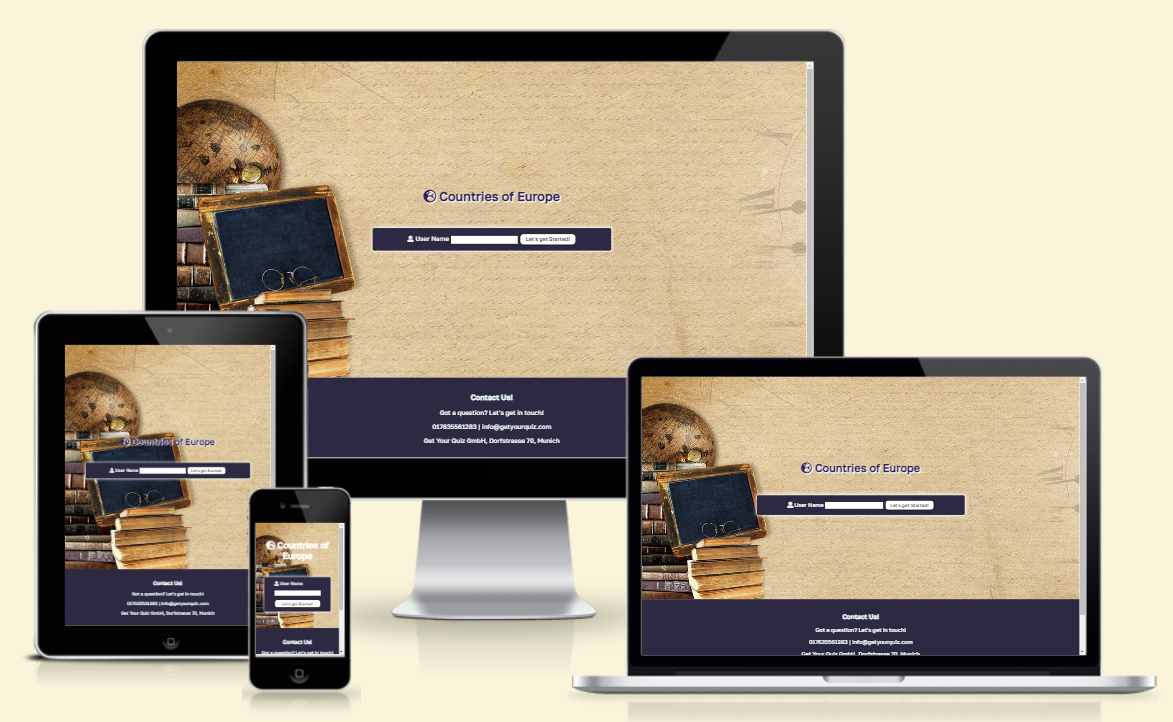 Countries of Europe
User Name
Let's get Started!
Contact Us!
Got a question? Let's get in touch!
017635561283 | info@getyourquiz.com
Get Your Quiz GmbH, Dorfstrasse 70, Munich
Countries of Europe
User Name
Let's get Started!
Contact Us!
Got a question? Let's get in touch!
017635561283 | info@getyourquiz.com
Get Your Quiz GmbH, Dorfstrasse 70, Munich
Countries of
Europe
User Name
Let's get Started!
Contact Us!
Got a question? Let's get in touch!
Countries of Europe
User Name
Let's get Started!
Contact Us!
Got a question? Let's get in touch!
017635561283 | info@getyourquiz.com
Get Your Quiz GmbH, Dorfstrasse 70, Munich